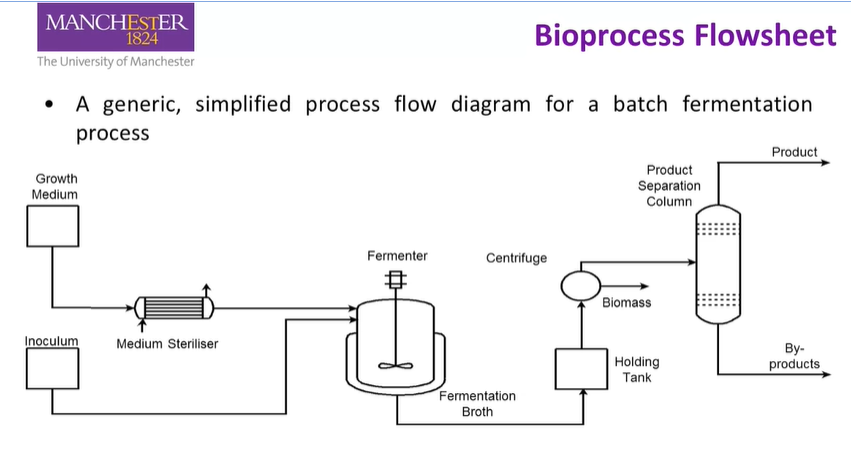 MANCHESTER
1824
The University of Manchester
Bioprocess Flowsheet
• A generic, simplified process flow diagram for a batch fermentation
process
Growth
Medium
Inoculum
Medium Steriliser
Fermenter
Fermentation
Broth
Centrifuge
Biomass
Holding
Tank
Product
Separation
Column
Product
By-
products